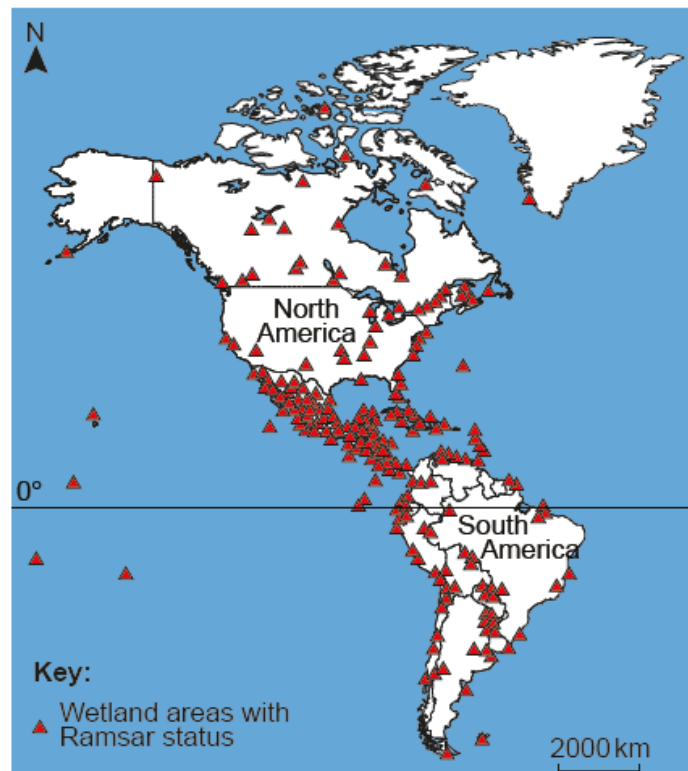 N
North
America
0°
South
America
Key:
Wetland areas with
Ramsar status
2000 km